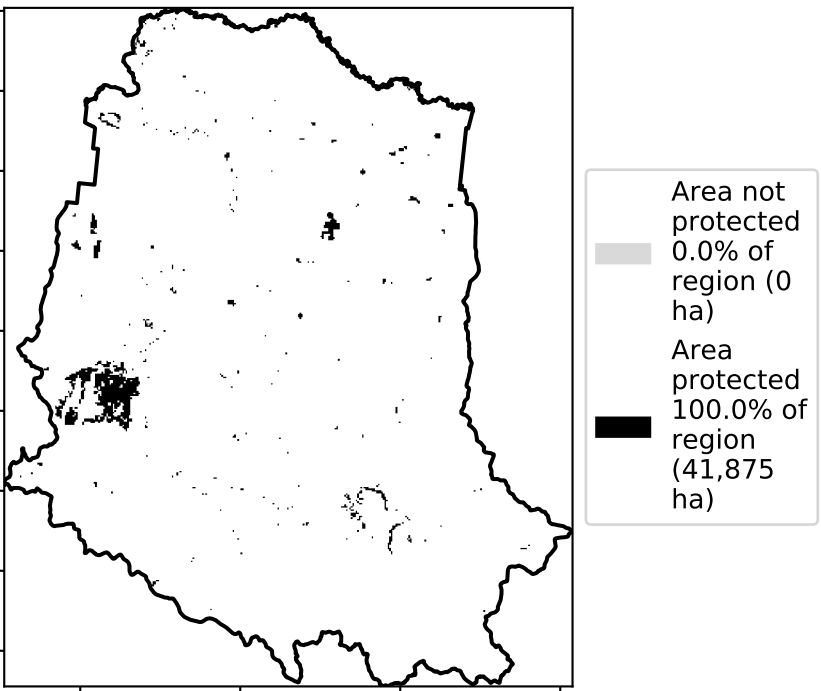 Area not
protected
0.0% of
region (0
ha)
Area
protected
100.0% of
region
(41,875
ha)